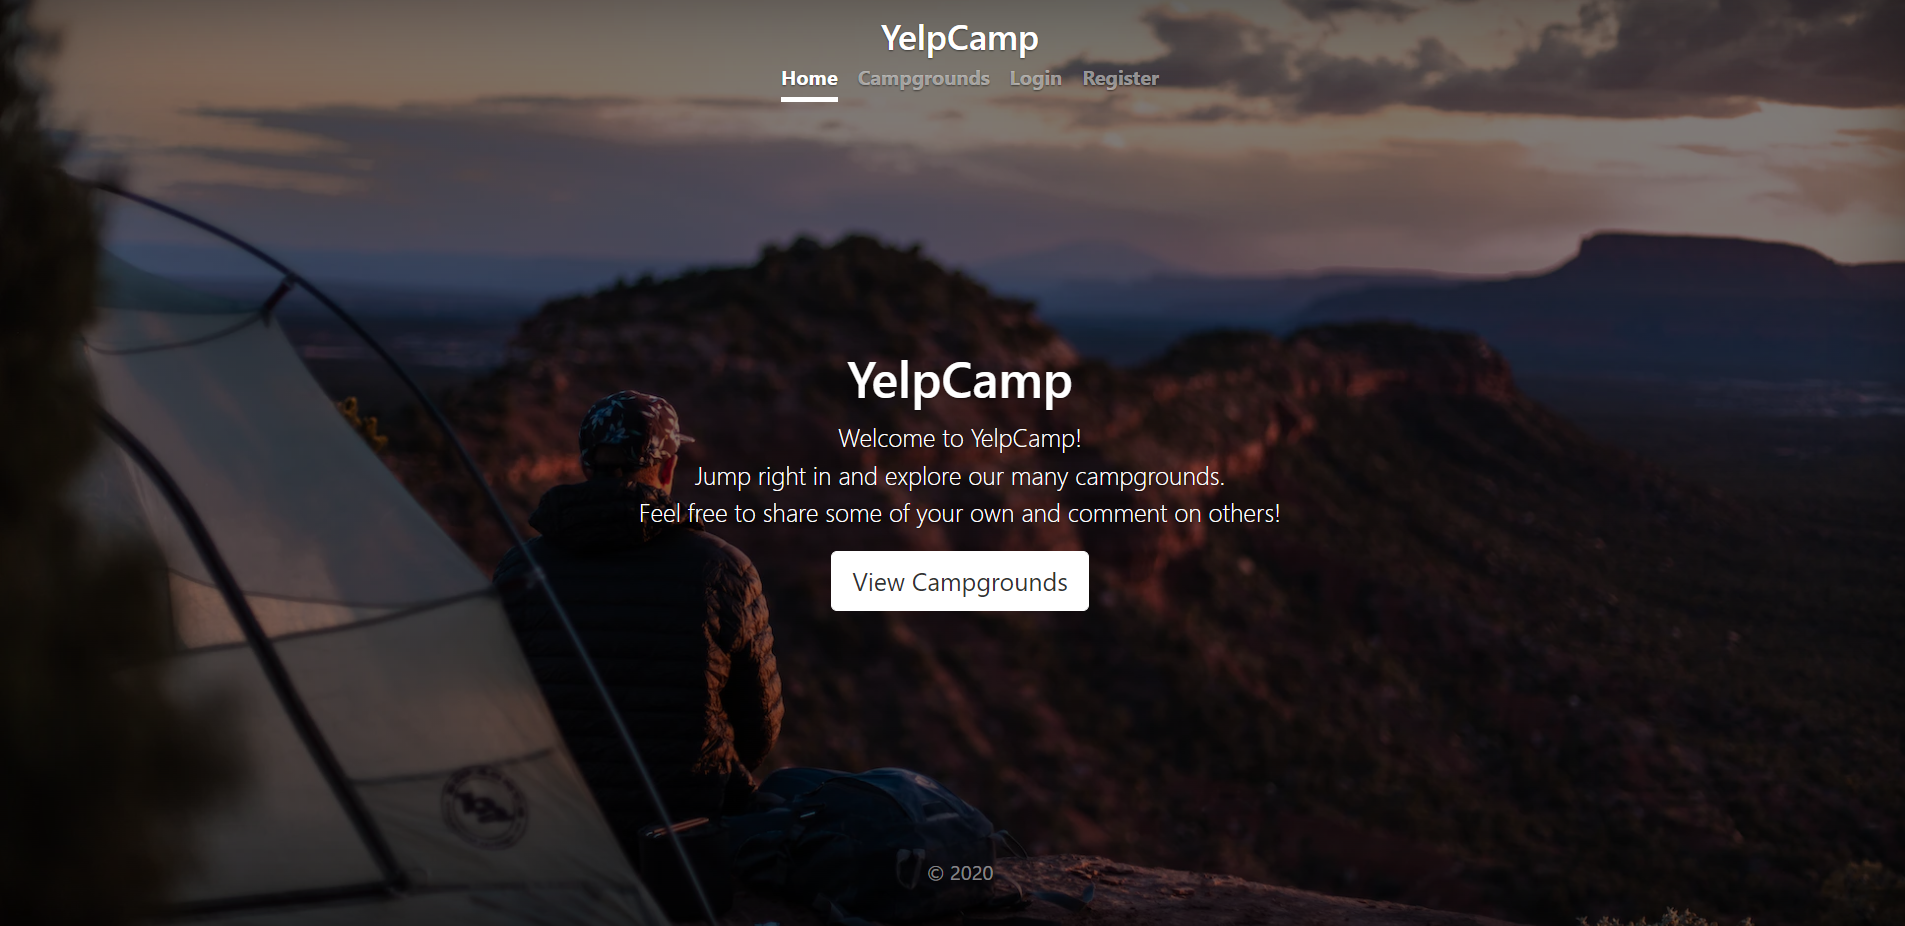 YelpCamp
Home Campgrounds Login Register
YelpCamp
Welcome to YelpCamp!
Jump right in and explore our many campgrounds.
Feel free to share some of your own and comment on others!
View Campgrounds
© 2020